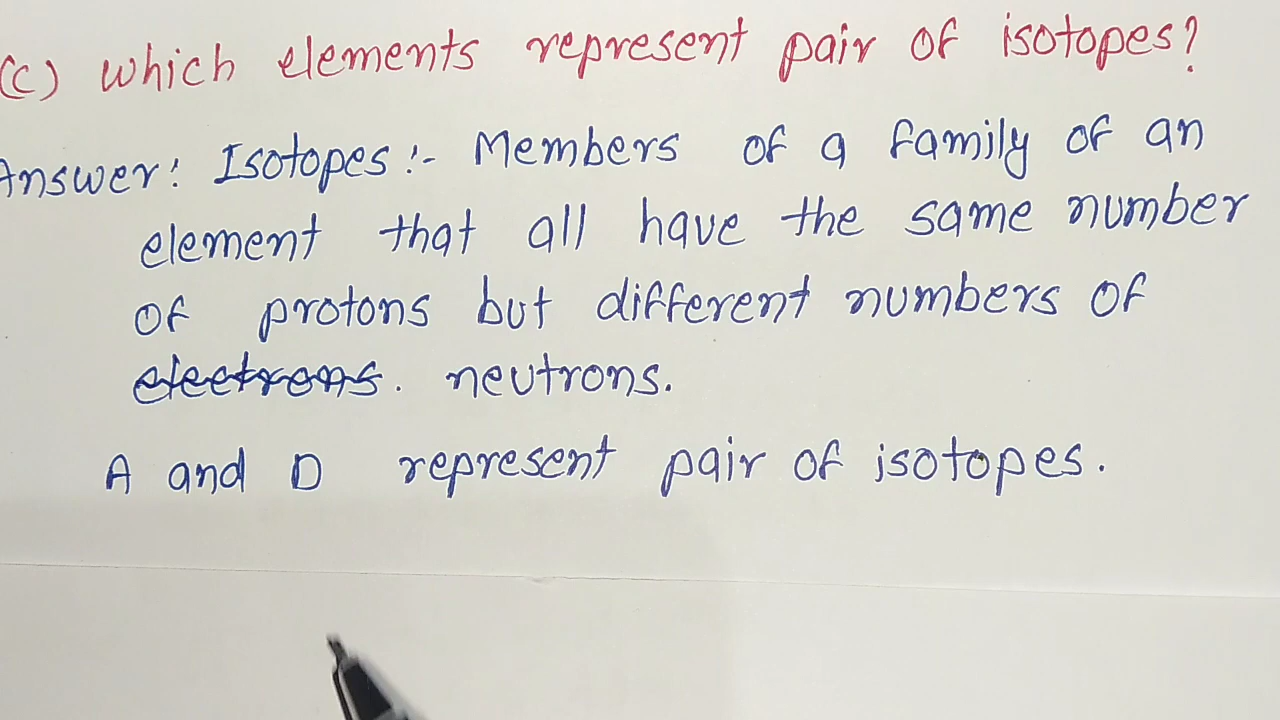 (C) which elements represent pair of isotopes?
Answer: Isotopes:- Members of a family of an
element that all have the same number
of protons but different numbers of
electrons. neutrons.
A and D represent pair of isotopes.